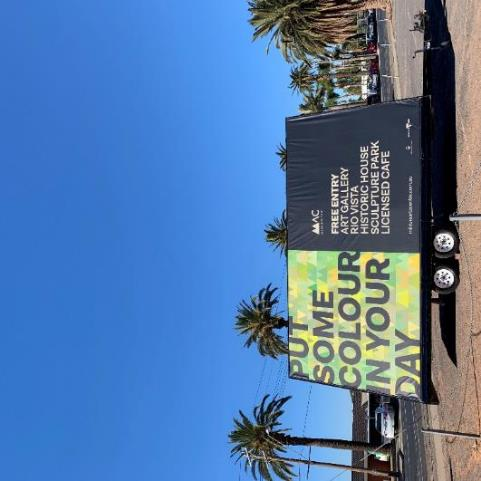 PUT
SOME
COLOUR
IN YOUR
DAY
MAC
FREE ENTRY
ART GALLERY
RIO VISTA
HISTORIC HOUSE
SCULPTURE PARK
LICENSED CAFE